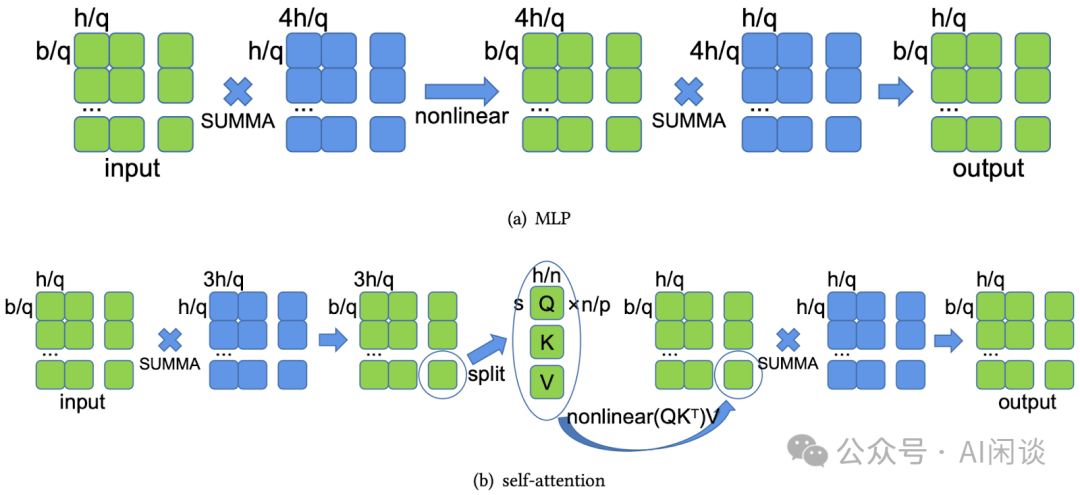 h/q 4h/q 4h/q h/q h/q
b/q h/q b/q 4h/q b/q
... ... ... ... ...
SUMMA nonlinear SUMMA
input output
(a) MLP
h/q 3h/q 3h/q h/n h/q h/q h/q
b/q h/q b/q s Q ×n/p b/q h/q b/q
K
... ... ... ... ... ...
SUMMA split SUMMA
V
input nonlinear(QKᵀ)V output
公众号 · AI闲谈
(b) self-attention